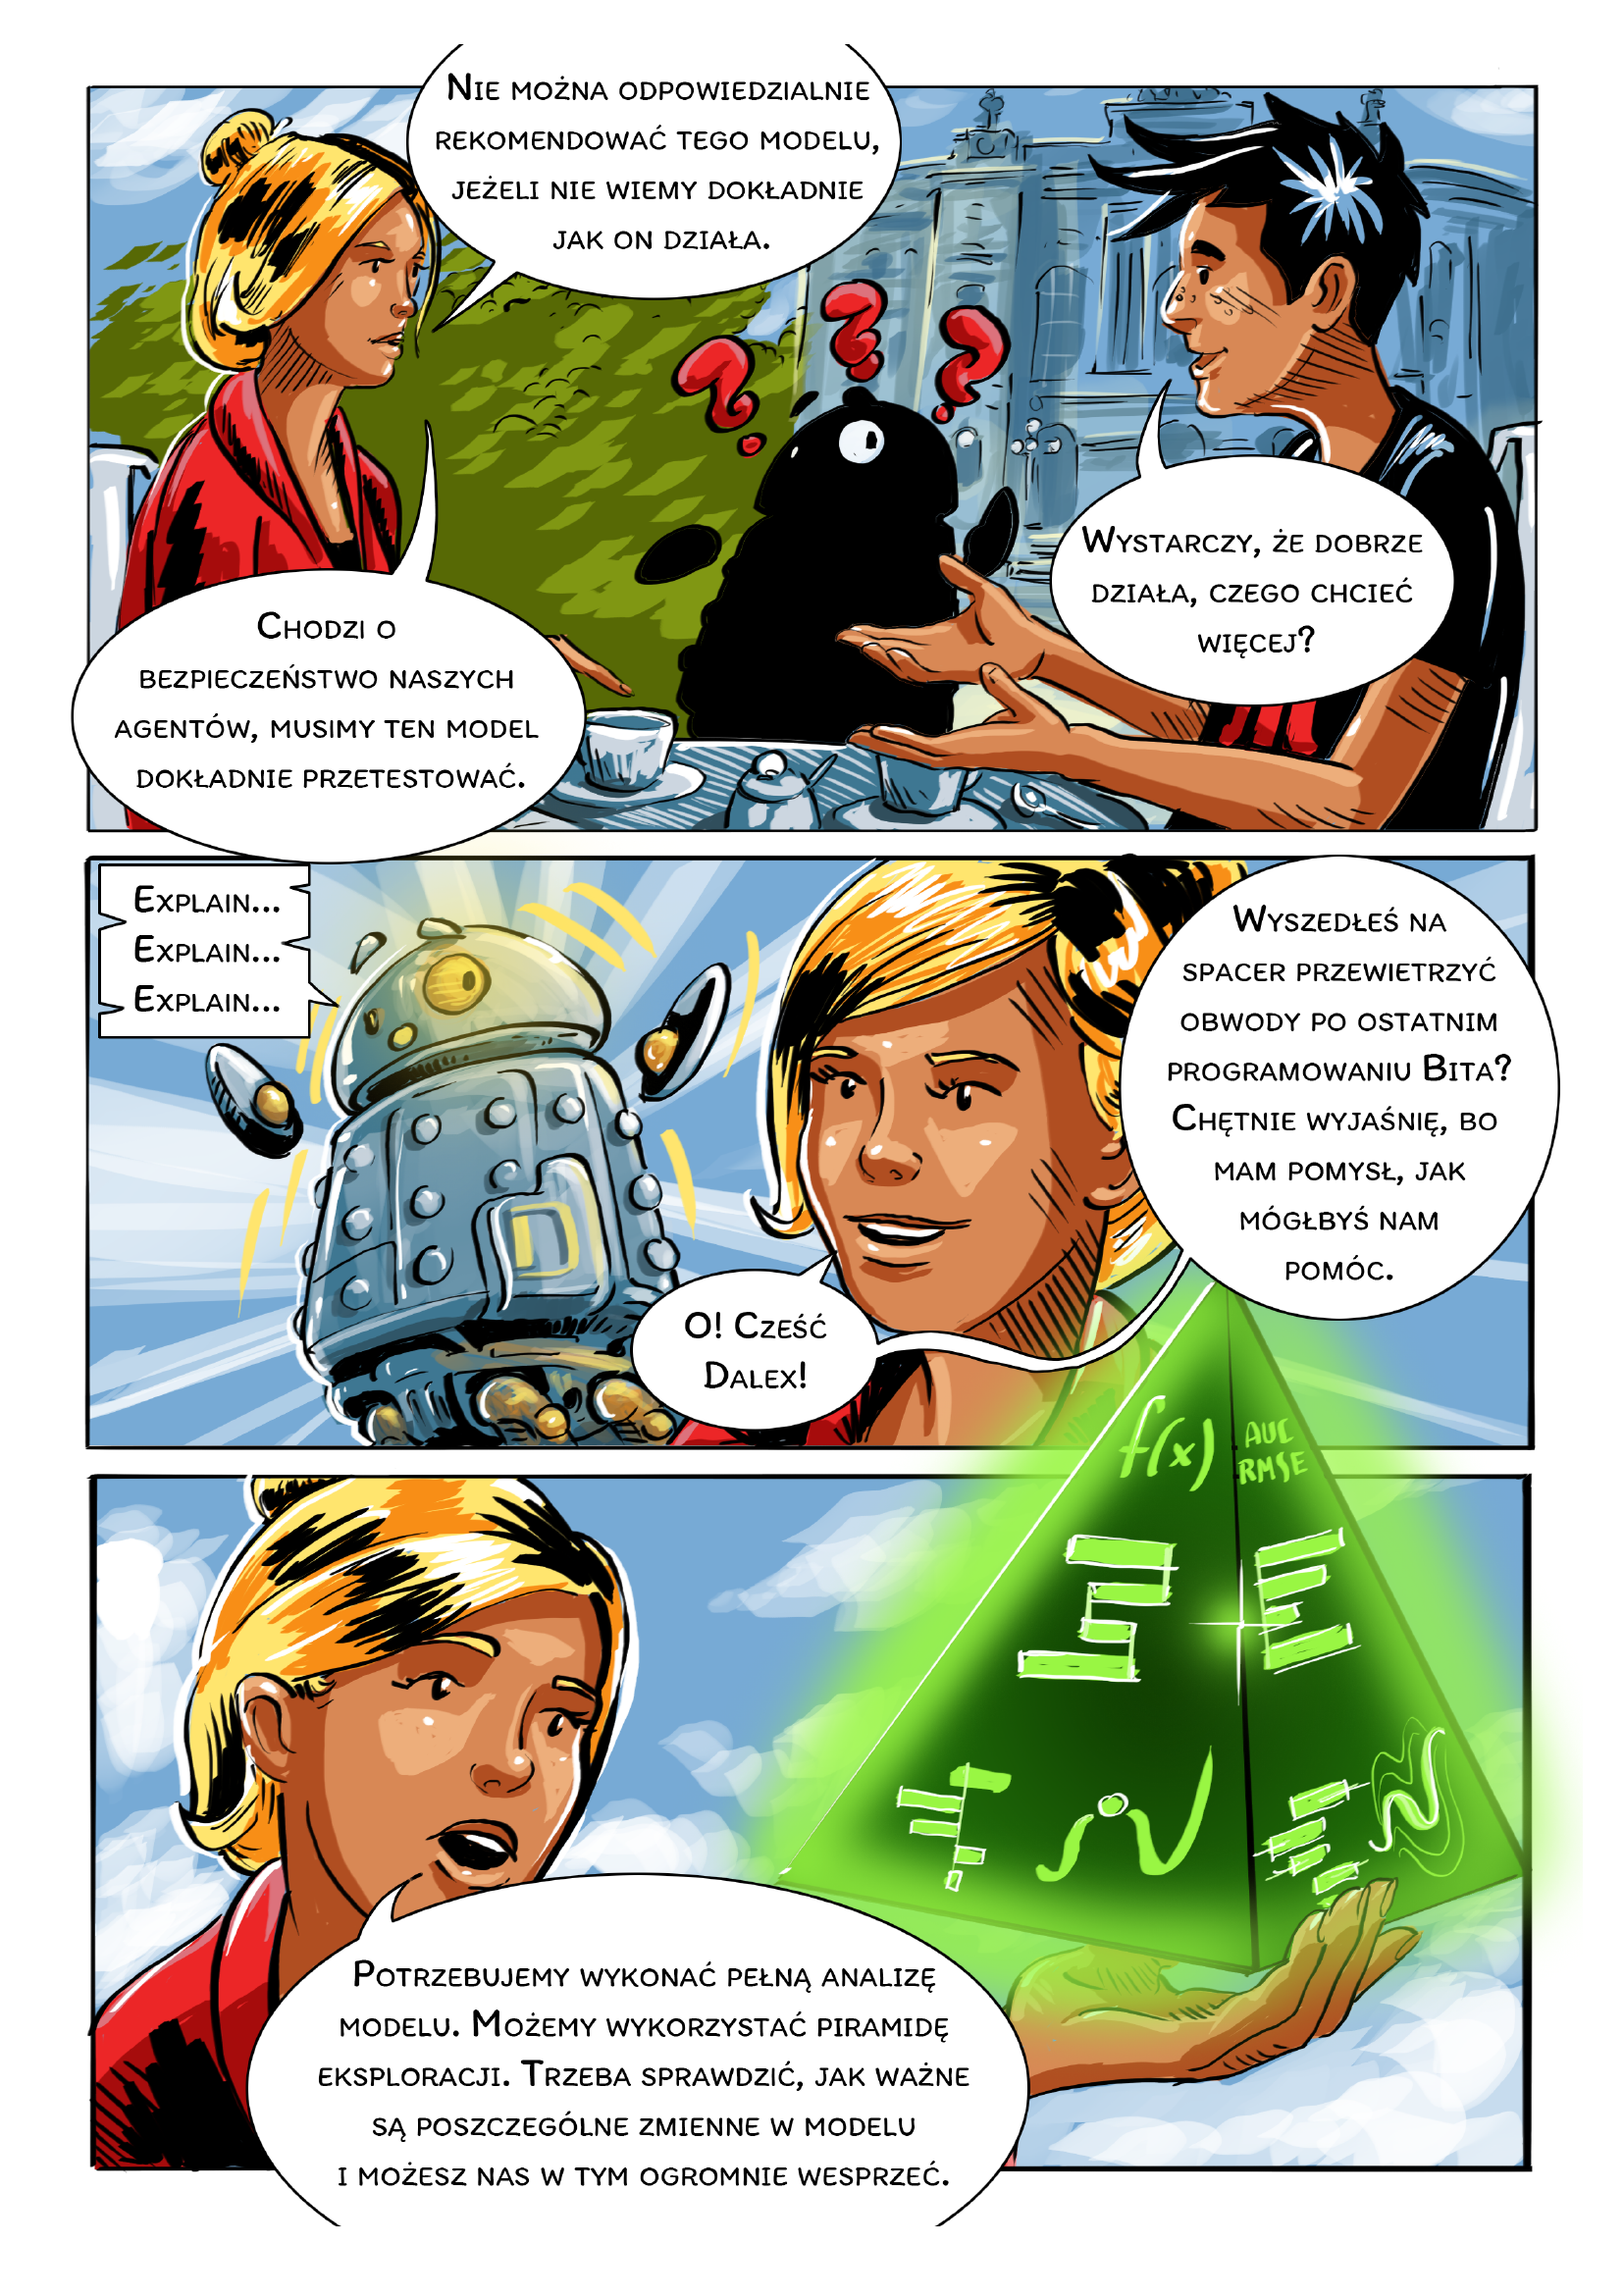 Nie można odpowiedzialnie
rekomendować tego modelu,
jeżeli nie wiemy dokładnie
jak on działa.
Wystarczy, że dobrze
działa, czego chcieć
więcej?
Chodzi o
bezpieczeństwo naszych
agentów, musimy ten model
dokładnie przetestować.
Explain...
Explain...
Explain...
D
O! Cześć
Dalex!
Wyszedłeś na
spacer przewietrzyć
obwody po ostatnim
programowaniu Bita?
Chętnie wyjaśnię, bo
mam pomysł, jak
mógłbyś nam
pomóc.
f(x)
AUC
RMSE
Potrzebujemy wykonać pełną analizę
modelu. Możemy wykorzystać piramidę
eksploracji. Trzeba sprawdzić, jak ważne
są poszczególne zmienne w modelu
i możesz nas w tym ogromnie wesprzeć.